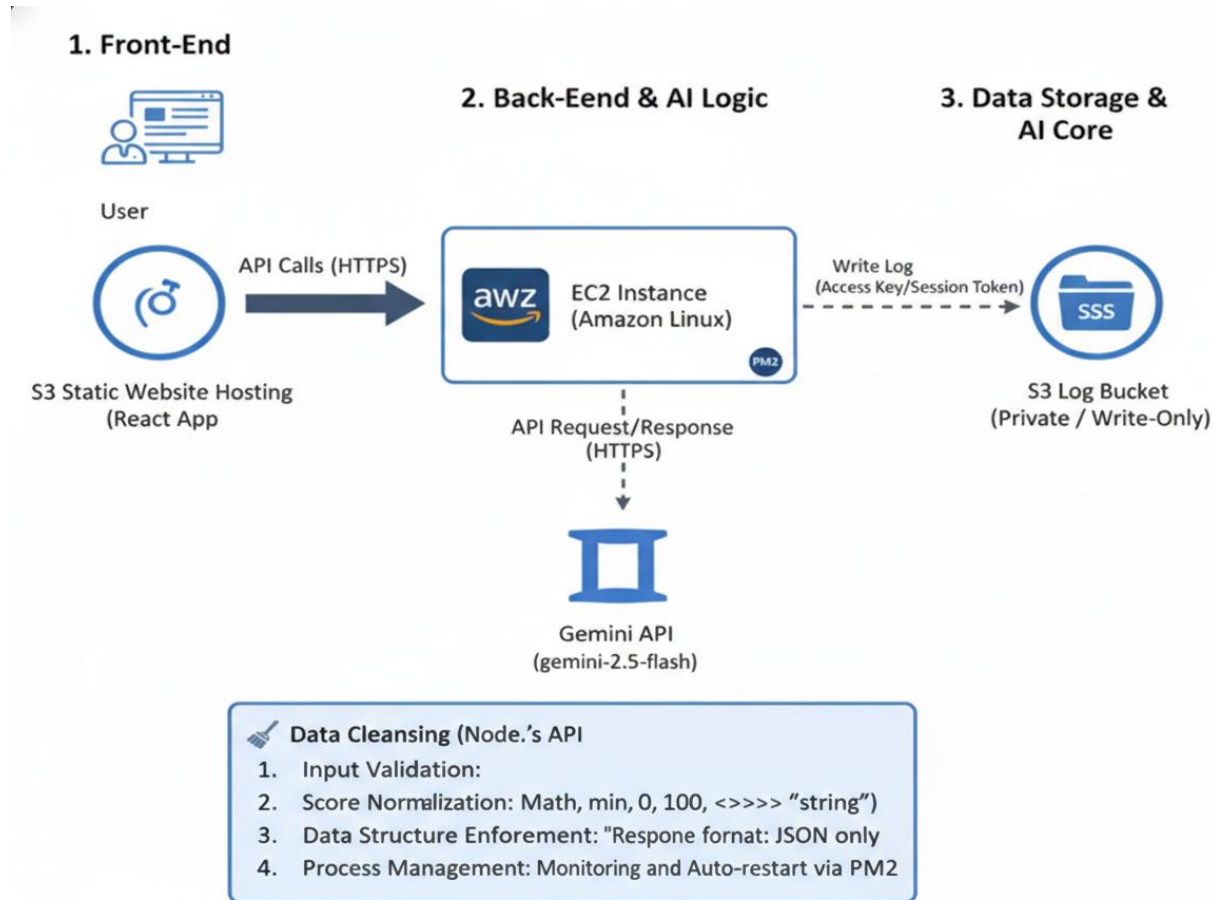 1. Front-End
2. Back-Eend & AI Logic
3. Data Storage &
AI Core
User
API Calls (HTTPS)
S3 Static Website Hosting
(React App
awz
EC2 Instance
(Amazon Linux)
PM2
Write Log
(Access Key/Session Token)
SSS
S3 Log Bucket
(Private / Write-Only)
API Request/Response
(HTTPS)
Gemini API
(gemini-2.5-flash)
Data Cleansing (Node.'s API
1. Input Validation:
2. Score Normalization: Math, min, 0, 100, <>>>> "string")
3. Data Structure Enforement: "Respone fornat: JSON only
4. Process Management: Monitoring and Auto-restart via PM2